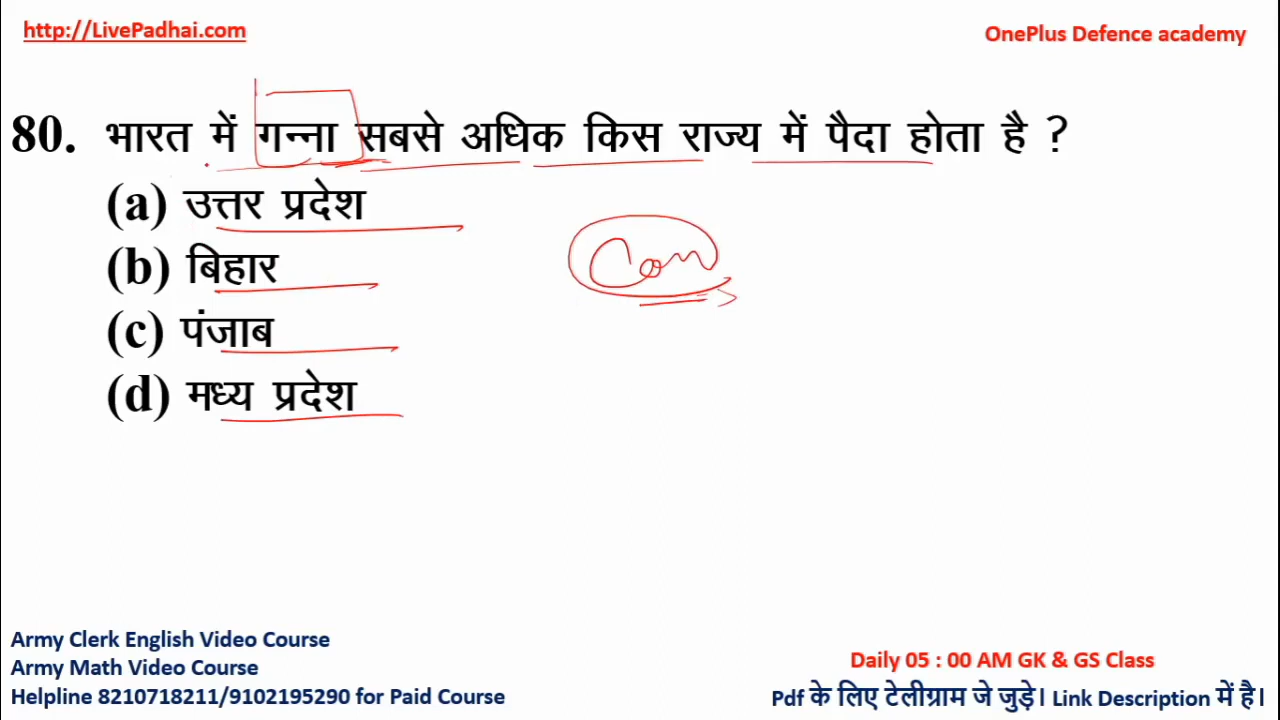 http://LivePadhai.com
OnePlus Defence academy
80. भारत में गन्ना सबसे अधिक किस राज्य में पैदा होता है ?
(a) उत्तर प्रदेश
(b) बिहार
Com
(c) पंजाब
(d) मध्य प्रदेश
Army Clerk English Video Course
Army Math Video Course
Helpline 8210718211/9102195290 for Paid Course
Daily 05 : 00 AM GK & GS Class
Pdf के लिए टेलीग्राम जे जुड़े। Link Description में है।